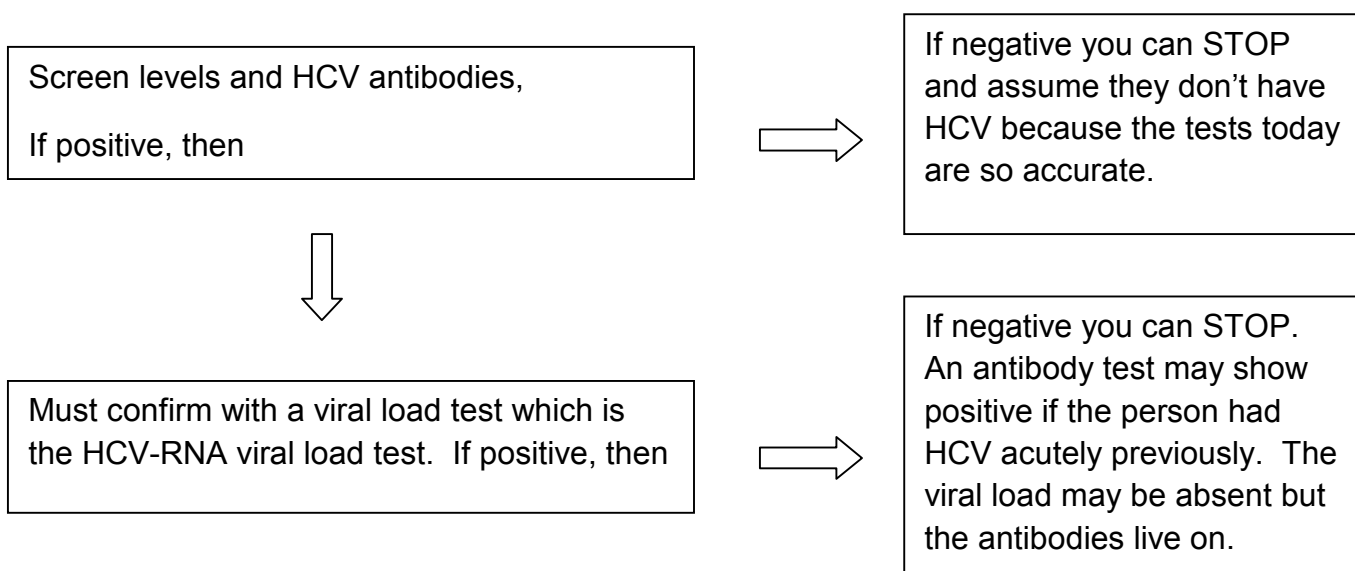 Screen levels and HCV antibodies,
If positive, then
If negative you can STOP
and assume they don’t have
HCV because the tests today
are so accurate.
Must confirm with a viral load test which is
the HCV-RNA viral load test.  If positive, then
If negative you can STOP.
An antibody test may show
positive if the person had
HCV acutely previously.  The
viral load may be absent but
the antibodies live on.